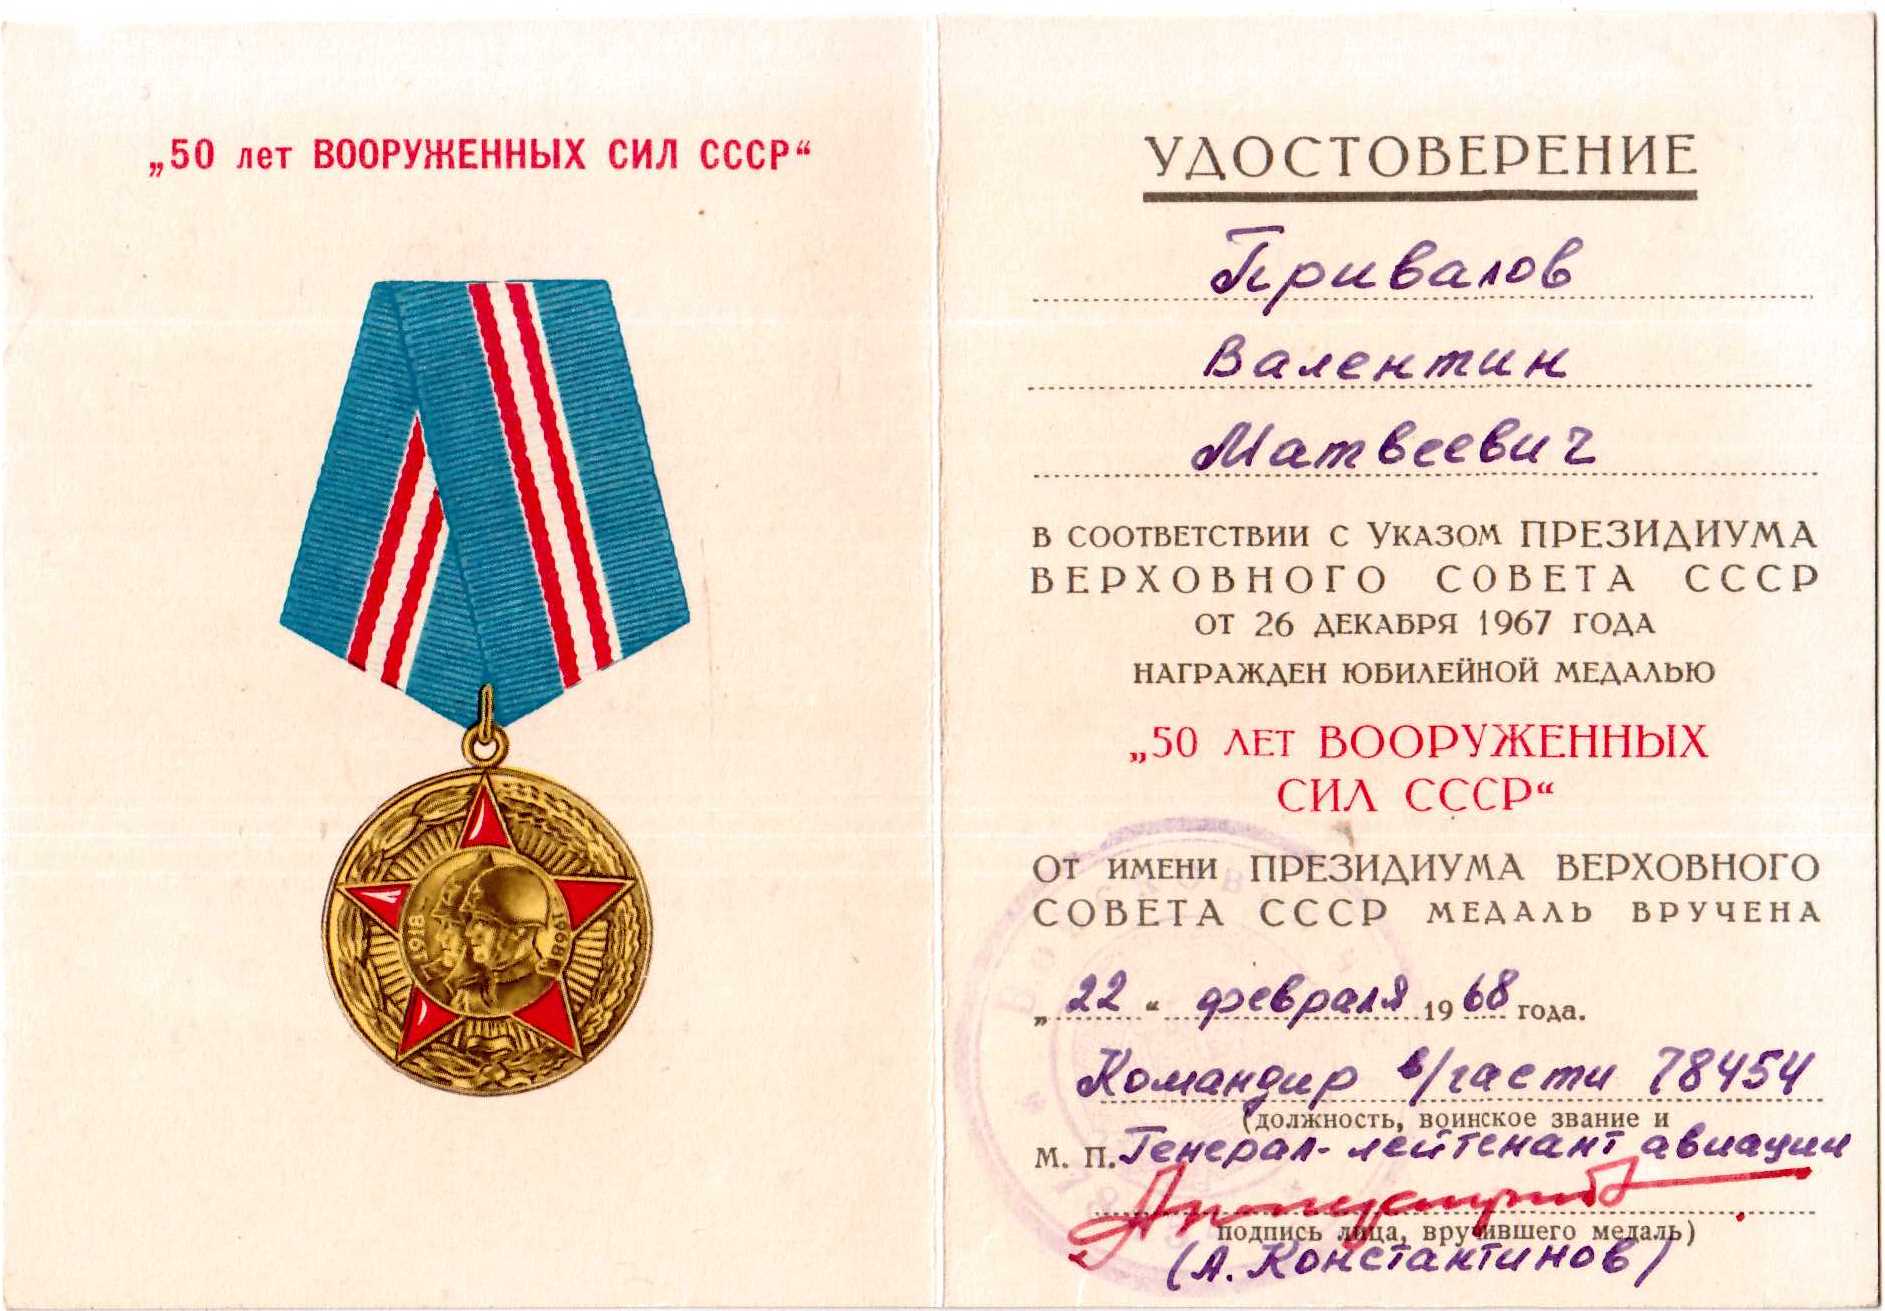 „50 лет ВООРУЖЕННЫХ СИЛ СССР“
1918
1968
УДОСТОВЕРЕНИЕ
Привалов
Валентин
Матвеевич
В СООТВЕТСТВИИ С УКАЗОМ ПРЕЗИДИУМА
ВЕРХОВНОГО СОВЕТА СССР
ОТ 26 ДЕКАБРЯ 1967 ГОДА
НАГРАЖДЕН ЮБИЛЕЙНОЙ МЕДАЛЬЮ
„50 ЛЕТ ВООРУЖЕННЫХ
СИЛ СССР“
ОТ ИМЕНИ ПРЕЗИДИУМА ВЕРХОВНОГО
СОВЕТА СССР МЕДАЛЬ ВРУЧЕНА
„22“ февраля 1968 года.
Командир в/части 78454
(должность, воинское звание и
М. П. Генерал-лейтенант авиации
подпись лица, вручившего медаль)
(А. Константинов)